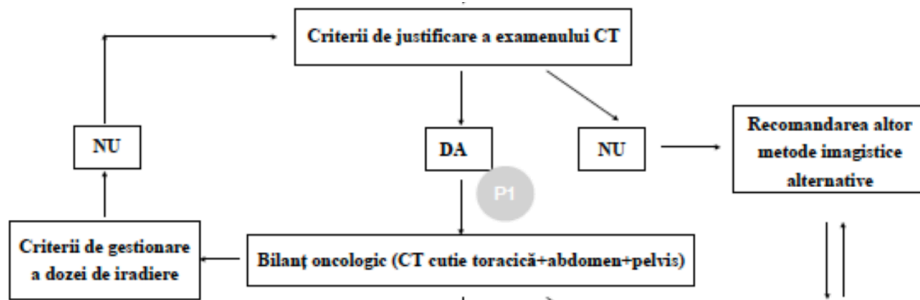 Criterii de justificare a examenului CT
NU
DA
NU
Recomandarea altor
metode imagistice
alternative
P1
Criterii de gestionare
a dozei de iradiere
Bilanț oncologic (CT cutie toracică+abdomen+pelvis)